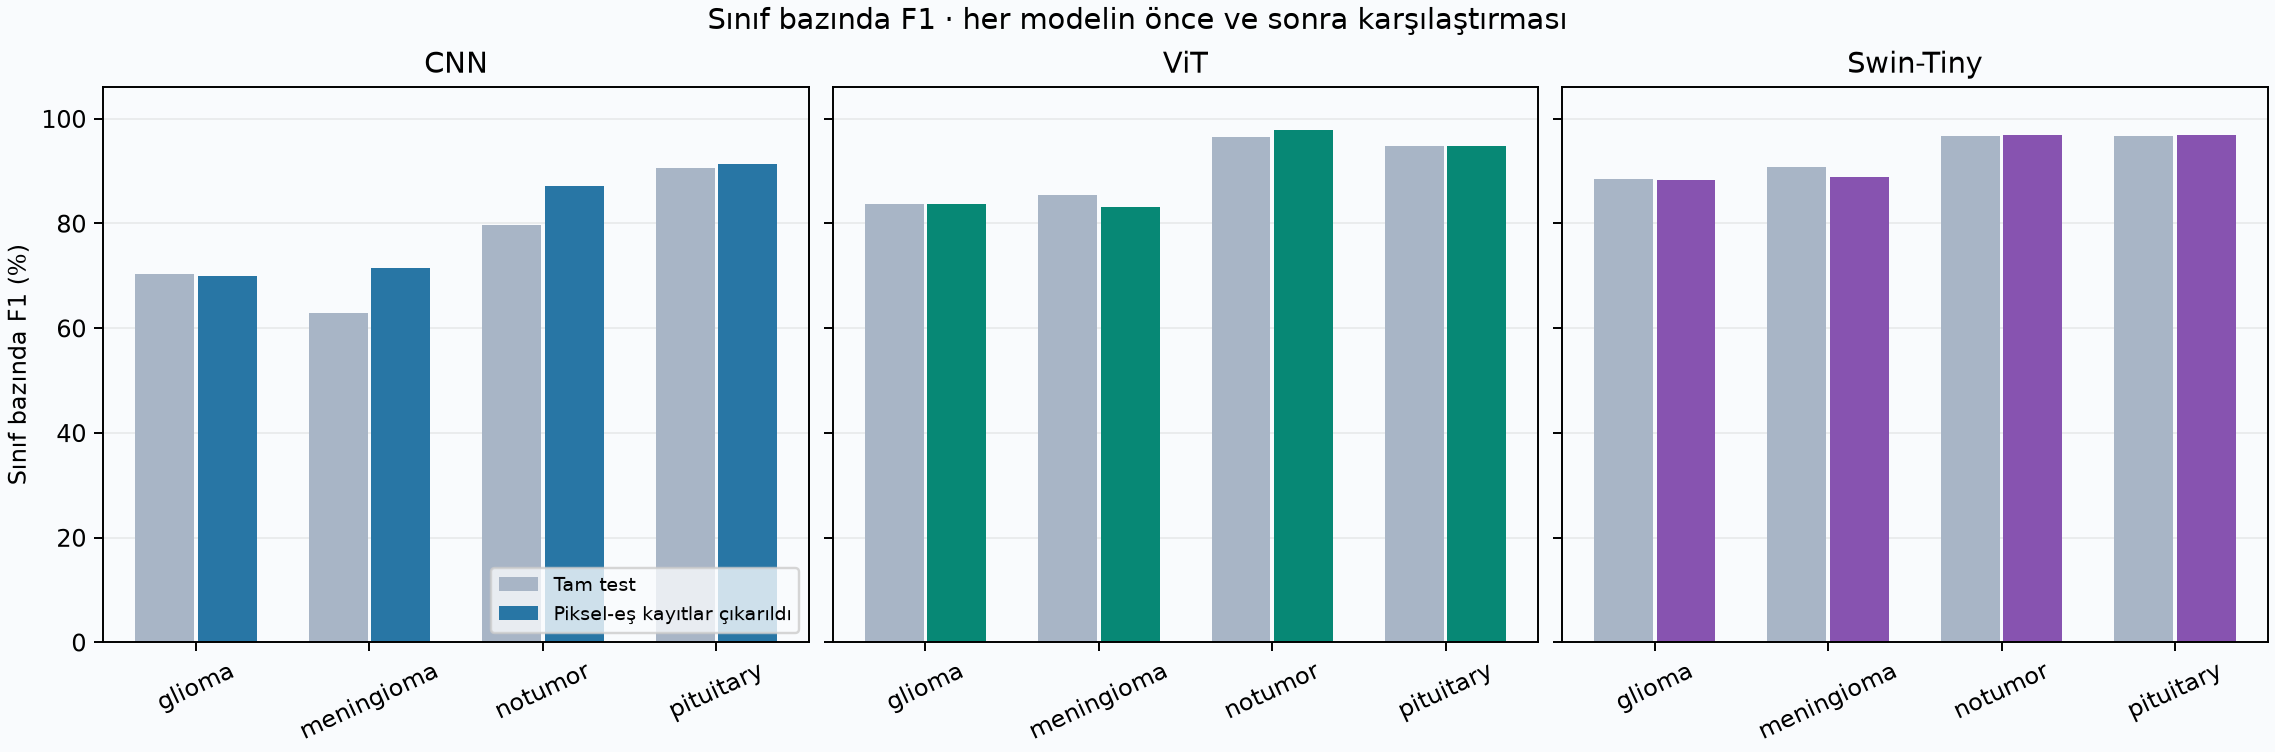 Sınıf bazında F1 · her modelin önce ve sonra karşılaştırması
CNN
ViT
Swin-Tiny
Sınıf bazında F1 (%)
100
80
60
40
20
0
Tam test
Piksel-eş kayıtlar çıkarıldı
glioma
meningioma
notumor
pituitary
glioma
meningioma
notumor
pituitary
glioma
meningioma
notumor
pituitary